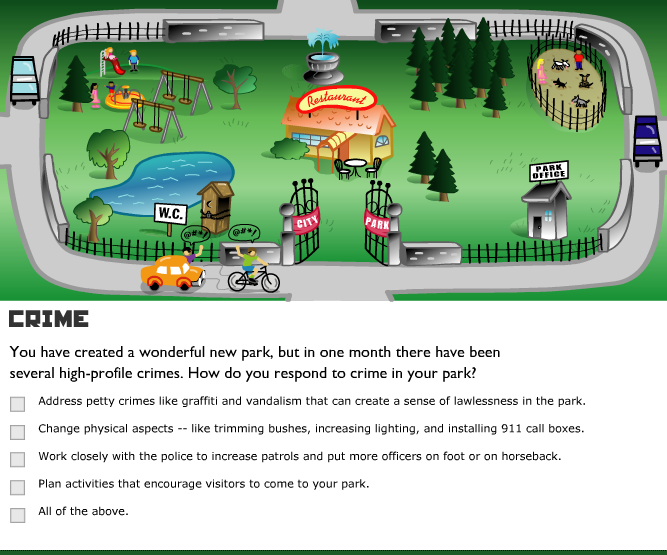 Restaurant
PARK
OFFICE
W.C.
CITY
PARK
@#*!
@#*!
CRIME
You have created a wonderful new park, but in one month there have been
several high-profile crimes. How do you respond to crime in your park?
Address petty crimes like graffiti and vandalism that can create a sense of lawlessness in the park.
Change physical aspects -- like trimming bushes, increasing lighting, and installing 911 call boxes.
Work closely with the police to increase patrols and put more officers on foot or on horseback.
Plan activities that encourage visitors to come to your park.
All of the above.